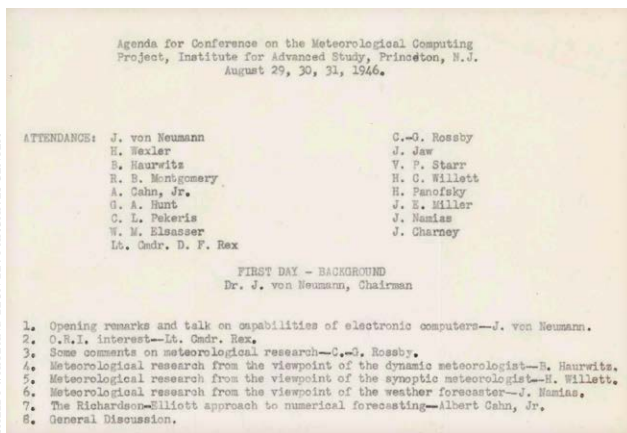 Agenda for Conference on the Meteorological Computing
Project, Institute for Advanced Study, Princeton, N.J.
August 29, 30, 31, 1946.
ATTENDANCE: J. von Neumann
H. Wexler
B. Haurwitz
R. B. Montgomery
A. Cahn, Jr.
G. A. Hunt
C. L. Pekeris
W. M. Elsasser
Lt. Cmdr. D. F. Rex
C.-G. Rossby
J. Jaw
V. P. Starr
H. C. Willett
H. Panofsky
J. E. Miller
J. Namias
J. Charney
FIRST DAY - BACKGROUND
Dr. J. von Neumann, Chairman
1. Opening remarks and talk on capabilities of electronic computers—J. von Neumann.
2. O.R.I. interest—Lt. Cmdr. Rex.
3. Some comments on meteorological research—C.-G. Rossby.
4. Meteorological research from the viewpoint of the dynamic meteorologist—B. Haurwitz.
5. Meteorological research from the viewpoint of the synoptic meteorologist—H. Willett.
6. Meteorological research from the viewpoint of the weather forecaster—J. Namias.
7. The Richardson-Elliott approach to numerical forecasting—Albert Cahn, Jr.
8. General Discussion.